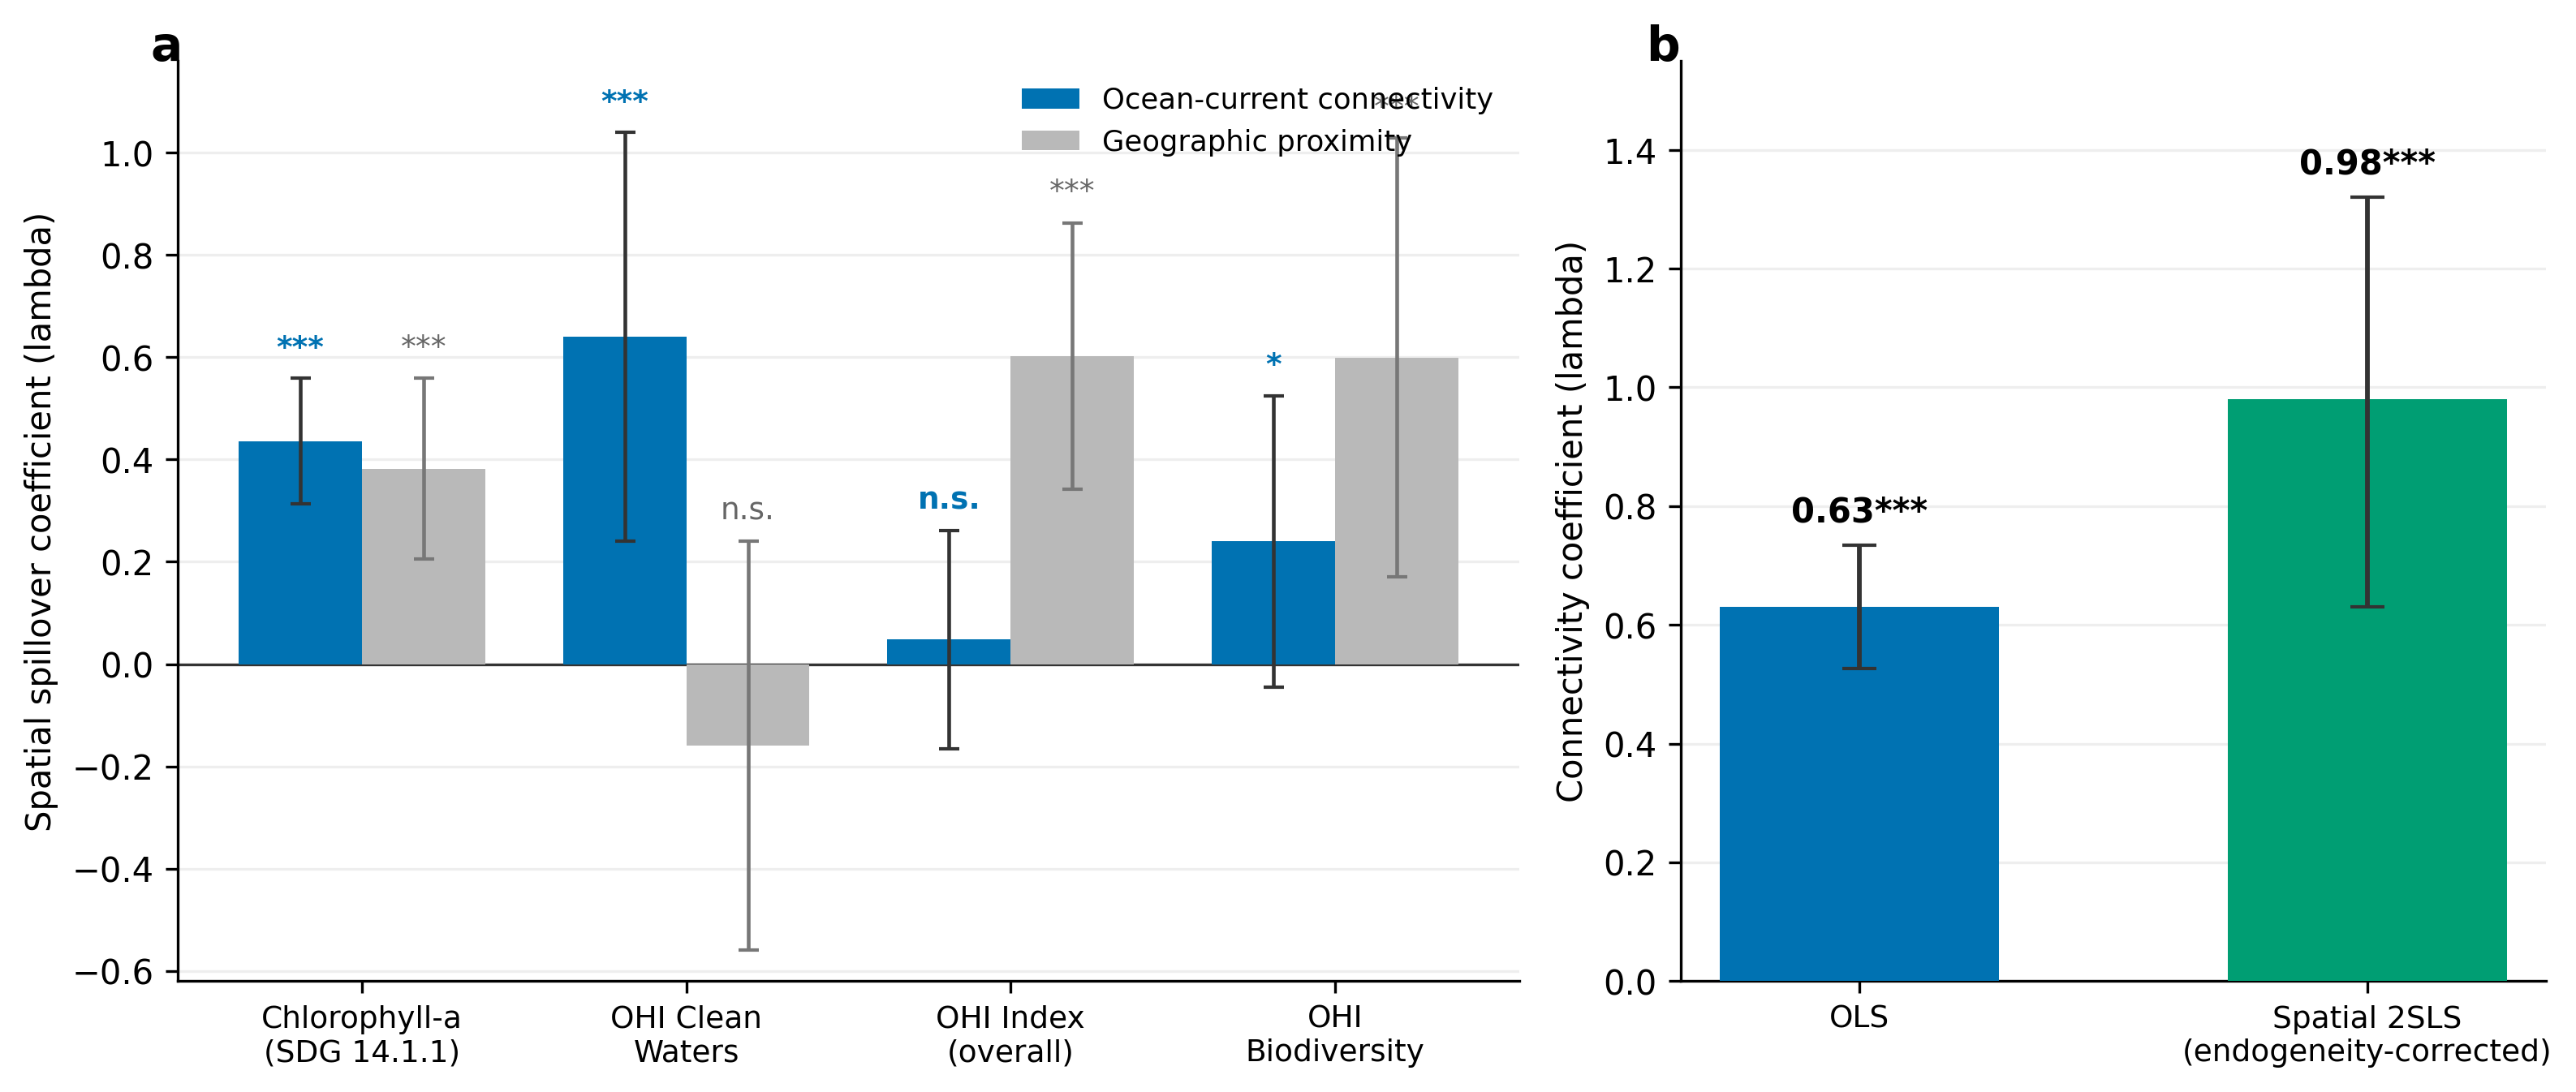 a
Ocean-current connectivity
Geographic proximity
***
***
***
***
n.s.
n.s.
***
*
***
Spatial spillover coefficient (lambda)
1.0
0.8
0.6
0.4
0.2
0.0
−0.2
−0.4
−0.6
Chlorophyll-a
(SDG 14.1.1)
OHI Clean
Waters
OHI Index
(overall)
OHI
Biodiversity
b
Connectivity coefficient (lambda)
1.4
1.2
1.0
0.8
0.6
0.4
0.2
0.0
0.63***
0.98***
OLS
Spatial 2SLS
(endogeneity-corrected)